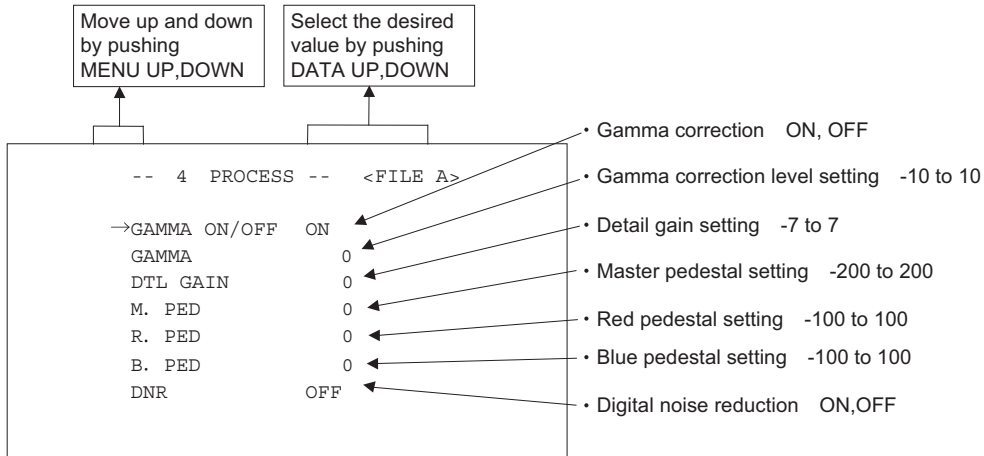 Move up and down
by pushing
MENU UP,DOWN
Select the desired
value by pushing
DATA UP,DOWN
-- 4 PROCESS -- <FILE A>
→GAMMA ON/OFF ON
GAMMA 0
DTL GAIN 0
M. PED 0
R. PED 0
B. PED 0
DNR OFF
・Gamma correction ON, OFF
・Gamma correction level setting -10 to 10
・Detail gain setting -7 to 7
・Master pedestal setting -200 to 200
・Red pedestal setting -100 to 100
・Blue pedestal setting -100 to 100
・Digital noise reduction ON,OFF